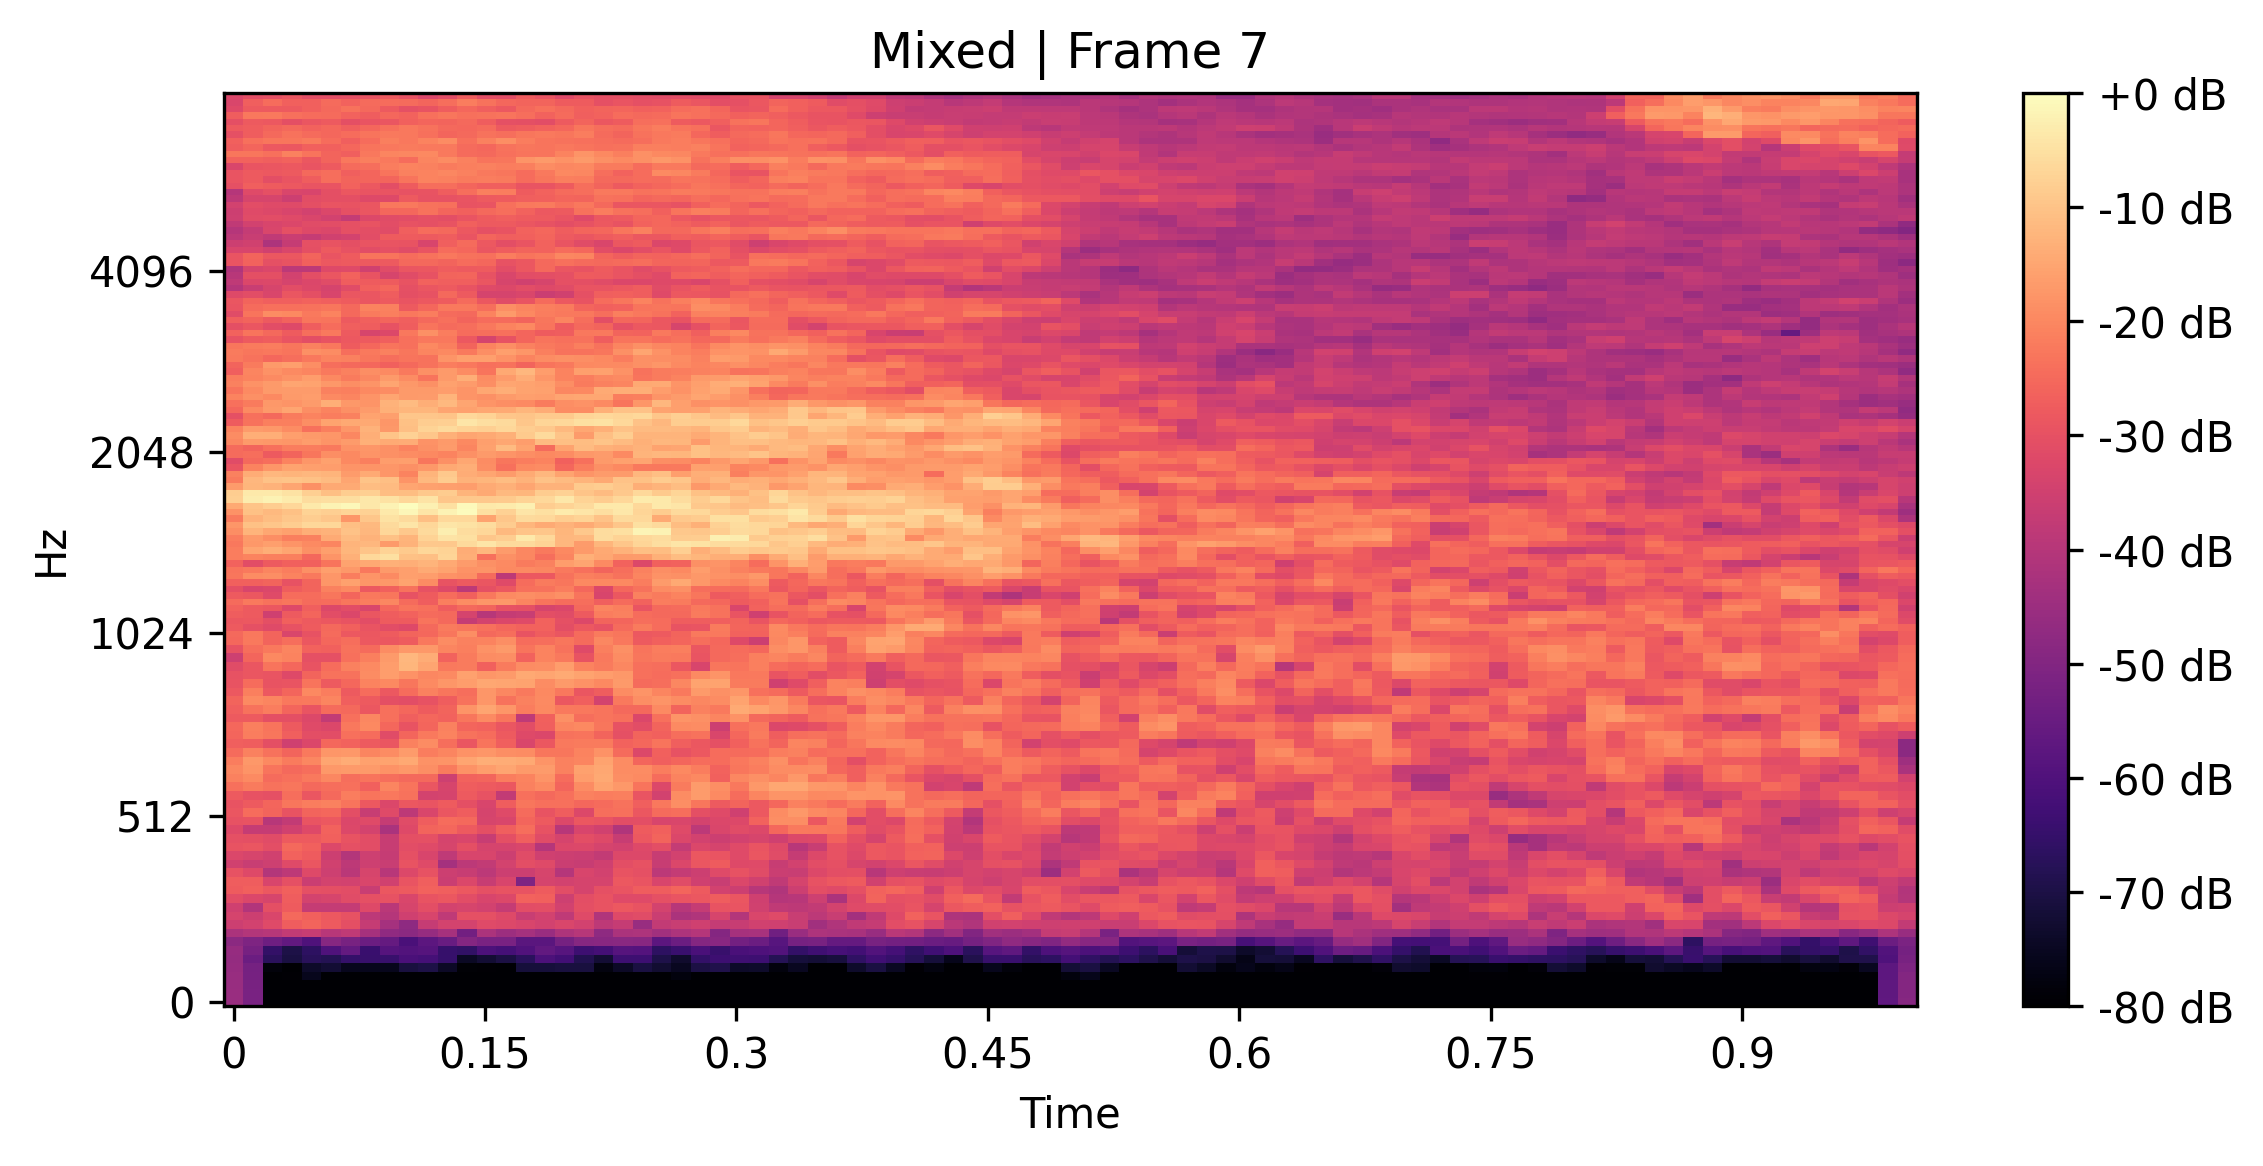 Mixed | Frame 7
Hz
4096
2048
1024
512
0
0 0.15 0.3 0.45 0.6 0.75 0.9
Time
+0 dB
-10 dB
-20 dB
-30 dB
-40 dB
-50 dB
-60 dB
-70 dB
-80 dB